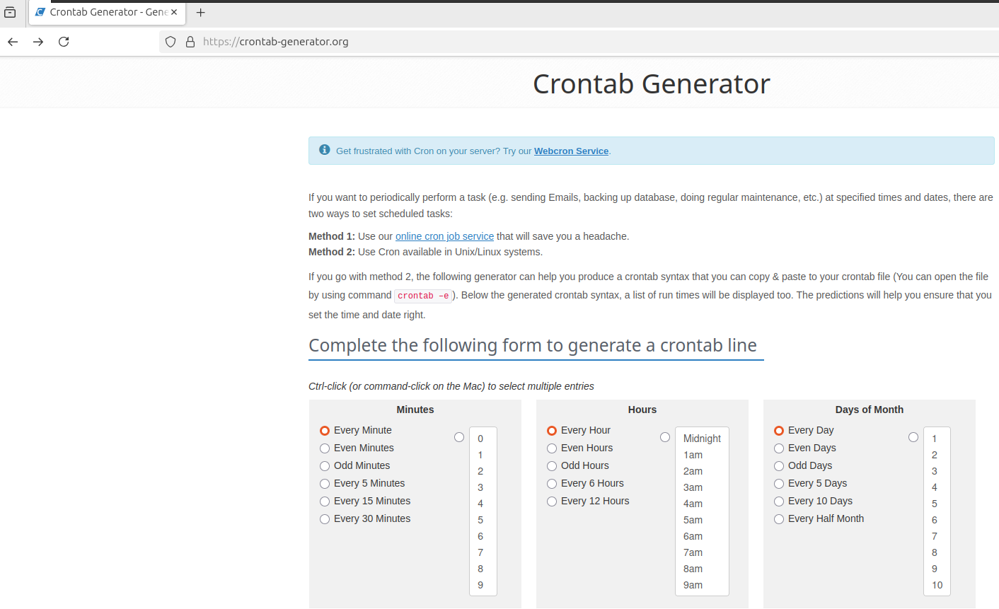 Crontab Generator - Gene
https://crontab-generator.org
Crontab Generator
Get frustrated with Cron on your server? Try our Webcron Service.
If you want to periodically perform a task (e.g. sending Emails, backing up database, doing regular maintenance, etc.) at specified times and dates, there are
two ways to set scheduled tasks:
Method 1: Use our online cron job service that will save you a headache.
Method 2: Use Cron available in Unix/Linux systems.
If you go with method 2, the following generator can help you produce a crontab syntax that you can copy & paste to your crontab file (You can open the file
by using command crontab -e ). Below the generated crontab syntax, a list of run times will be displayed too. The predictions will help you ensure that you
set the time and date right.
Complete the following form to generate a crontab line
Ctrl-click (or command-click on the Mac) to select multiple entries
Minutes
Every Minute
Even Minutes
Odd Minutes
Every 5 Minutes
Every 15 Minutes
Every 30 Minutes
0
1
2
3
4
5
6
7
8
9
Hours
Every Hour
Even Hours
Odd Hours
Every 6 Hours
Every 12 Hours
Midnight
1am
2am
3am
4am
5am
6am
7am
8am
9am
Days of Month
Every Day
Even Days
Odd Days
Every 5 Days
Every 10 Days
Every Half Month
1
2
3
4
5
6
7
8
9
10